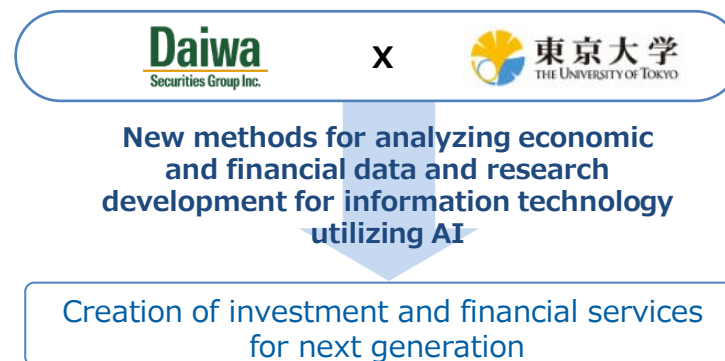 Daiwa
Securities Group Inc.
X
東京大学
THE UNIVERSITY OF TOKYO
New methods for analyzing economic
and financial data and research
development for information technology
utilizing AI
Creation of investment and financial services
for next generation